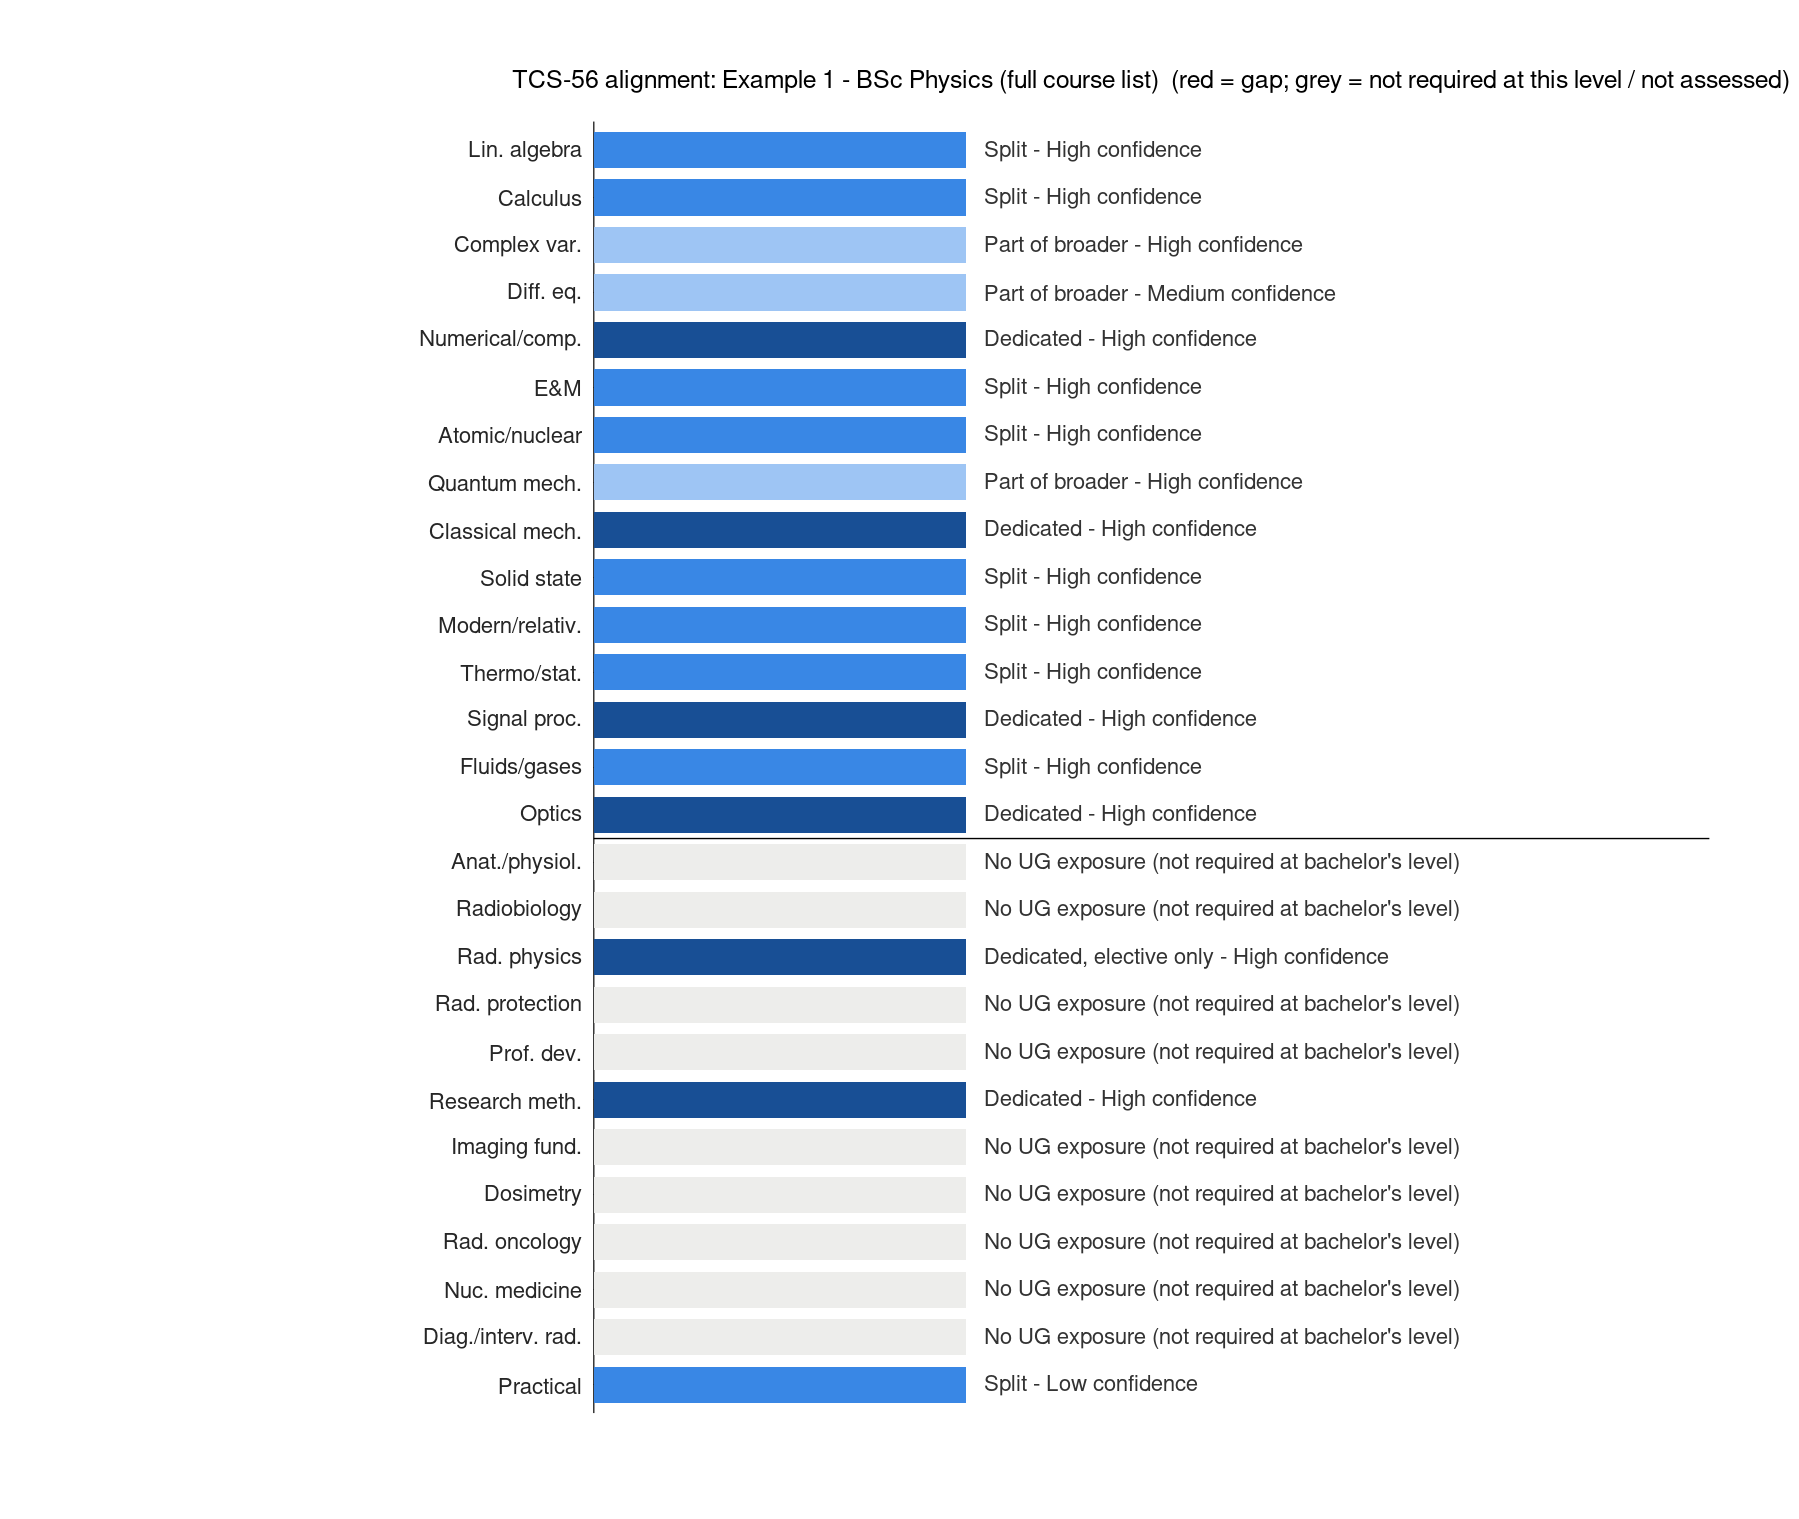 TCS-56 alignment: Example 1 - BSc Physics (full course list)  (red = gap; grey = not required at this level / not assessed)
Lin. algebra Split - High confidence
Calculus Split - High confidence
Complex var. Part of broader - High confidence
Diff. eq. Part of broader - Medium confidence
Numerical/comp. Dedicated - High confidence
E&M Split - High confidence
Atomic/nuclear Split - High confidence
Quantum mech. Part of broader - High confidence
Classical mech. Dedicated - High confidence
Solid state Split - High confidence
Modern/relativ. Split - High confidence
Thermo/stat. Split - High confidence
Signal proc. Dedicated - High confidence
Fluids/gases Split - High confidence
Optics Dedicated - High confidence
Anat./physiol. No UG exposure (not required at bachelor's level)
Radiobiology No UG exposure (not required at bachelor's level)
Rad. physics Dedicated, elective only - High confidence
Rad. protection No UG exposure (not required at bachelor's level)
Prof. dev. No UG exposure (not required at bachelor's level)
Research meth. Dedicated - High confidence
Imaging fund. No UG exposure (not required at bachelor's level)
Dosimetry No UG exposure (not required at bachelor's level)
Rad. oncology No UG exposure (not required at bachelor's level)
Nuc. medicine No UG exposure (not required at bachelor's level)
Diag./interv. rad. No UG exposure (not required at bachelor's level)
Practical Split - Low confidence